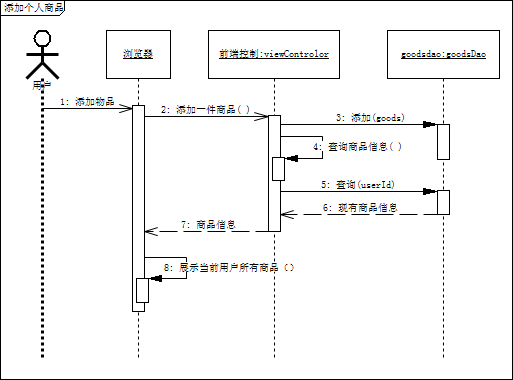 添加个人商品
浏览器
前端控制:viewControlor
goodsdao:goodsDao
用户
1: 添加物品
2: 添加一件商品()
3: 添加(goods)
4: 查询商品信息()
5: 查询(userId)
6: 现有商品信息
7: 商品信息
8: 展示当前用户所有商品 ()